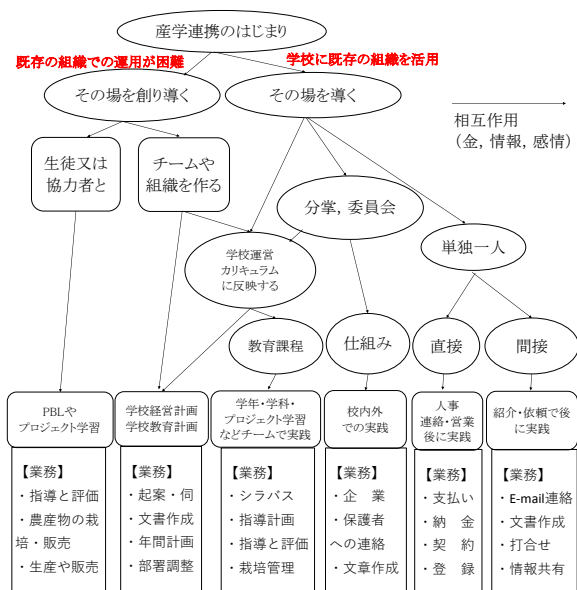 産学連携のはじまり
既存の組織での運用が困難
学校に既存の組織を活用
その場を創り導く
その場を導く
相互作用
（金, 情報, 感情）
生徒又は
協力者と
チームや
組織を作る
分掌, 委員会
学校運営
カリキュラム
に反映する
単独一人
教育課程
仕組み
直接
間接
PBLや
プロジェクト学習
学校経営計画
学校教育計画
学年・学科・
プロジェクト学習
などチームで実践
校内外
での実践
人事
連絡・営業
後に実践
紹介・依頼で後
に実践
【業務】
・指導と評価
・農産物の栽
培・販売
・生産や販売
【業務】
・起案・伺
・文書作成
・年間計画
・部署調整
【業務】
・シラバス
・指導計画
・指導と評価
・栽培管理
【業務】
・企　業
・保護者
への連絡
・文章作成
【業務】
・支払い
・納　金
・契　約
・登　録
【業務】
・E-mail連絡
・文書作成
・打合せ
・情報共有